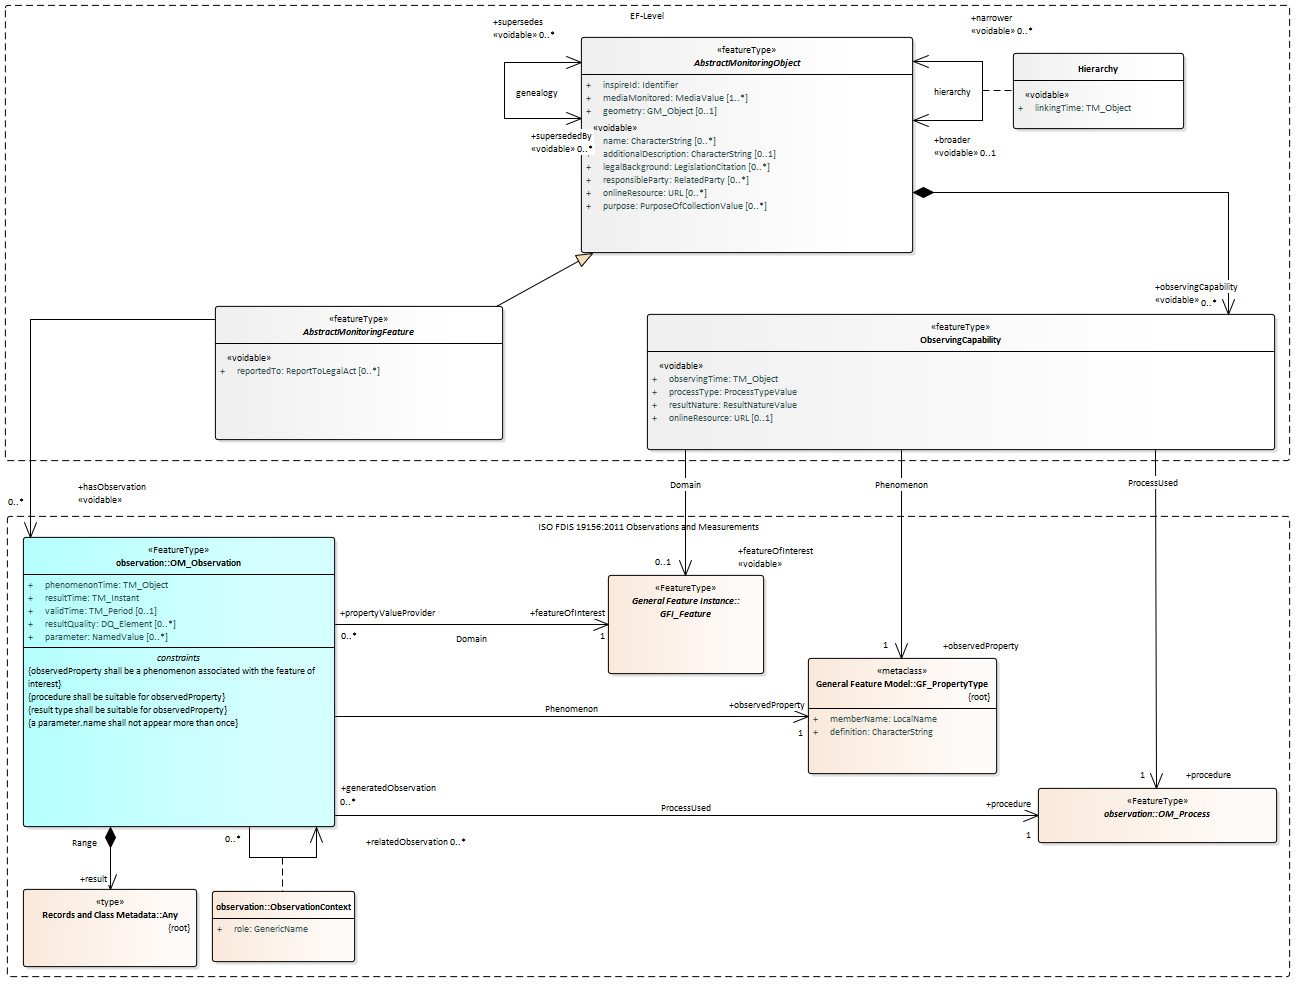 EF-Level
+supersedes
«voidable» 0..*
+narrower
«voidable» 0..*
«featureType»
AbstractMonitoringObject
+ inspireId: Identifier
+ mediaMonitored: MediaValue [1..*]
+ geometry: GM_Object [0..1]
«voidable»
name: CharacterString [0..*]
additionalDescription: CharacterString [0..1]
+ legalBackground: LegislationCitation [0..*]
+ responsibleParty: RelatedParty [0..*]
+ onlineResource: URL [0..*]
+ purpose: PurposeOfCollectionValue [0..*]
genealogy
+supersededBy
«voidable» 0..*
hierarchy
+broader
«voidable» 0..1
Hierarchy
«voidable»
+ linkingTime: TM_Object
+observingCapability
«voidable» 0..*
«featureType»
AbstractMonitoringFeature
«voidable»
+ reportedTo: ReportToLegalAct [0..*]
«featureType»
ObservingCapability
«voidable»
+ observingTime: TM_Object
+ processType: ProcessTypeValue
+ resultNature: ResultNatureValue
+ onlineResource: URL [0..1]
+hasObservation
0..*
«voidable»
Domain
Phenomenon
ProcessUsed
ISO FDIS 19156:2011 Observations and Measurements
«FeatureType»
observation::OM_Observation
+ phenomenonTime: TM_Object
+ resultTime: TM_Instant
+ validTime: TM_Period [0..1]
+ resultQuality: DQ_Element [0..*]
+ parameter: NamedValue [0..*]
constraints
{observedProperty shall be a phenomenon associated with the feature of
interest}
{procedure shall be suitable for observedProperty}
{result type shall be suitable for observedProperty}
{a parameter.name shall not appear more than once}
0..1
+featureOfInterest
«voidable»
«FeatureType»
General Feature Instance::
GFI_Feature
+propertyValueProvider
0..*
Domain
+featureOfInterest
1
1
+observedProperty
«metaclass»
General Feature Model::GF_PropertyType
{root}
+ memberName: LocalName
+ definition: CharacterString
Phenomenon
+observedProperty
1
1
+procedure
«FeatureType»
observation::OM_Process
+generatedObservation
0..*
ProcessUsed
+procedure
1
Range
+result
0..*
+relatedObservation 0..*
«type»
Records and Class Metadata::Any
{root}
observation::ObservationContext
+ role: GenericName